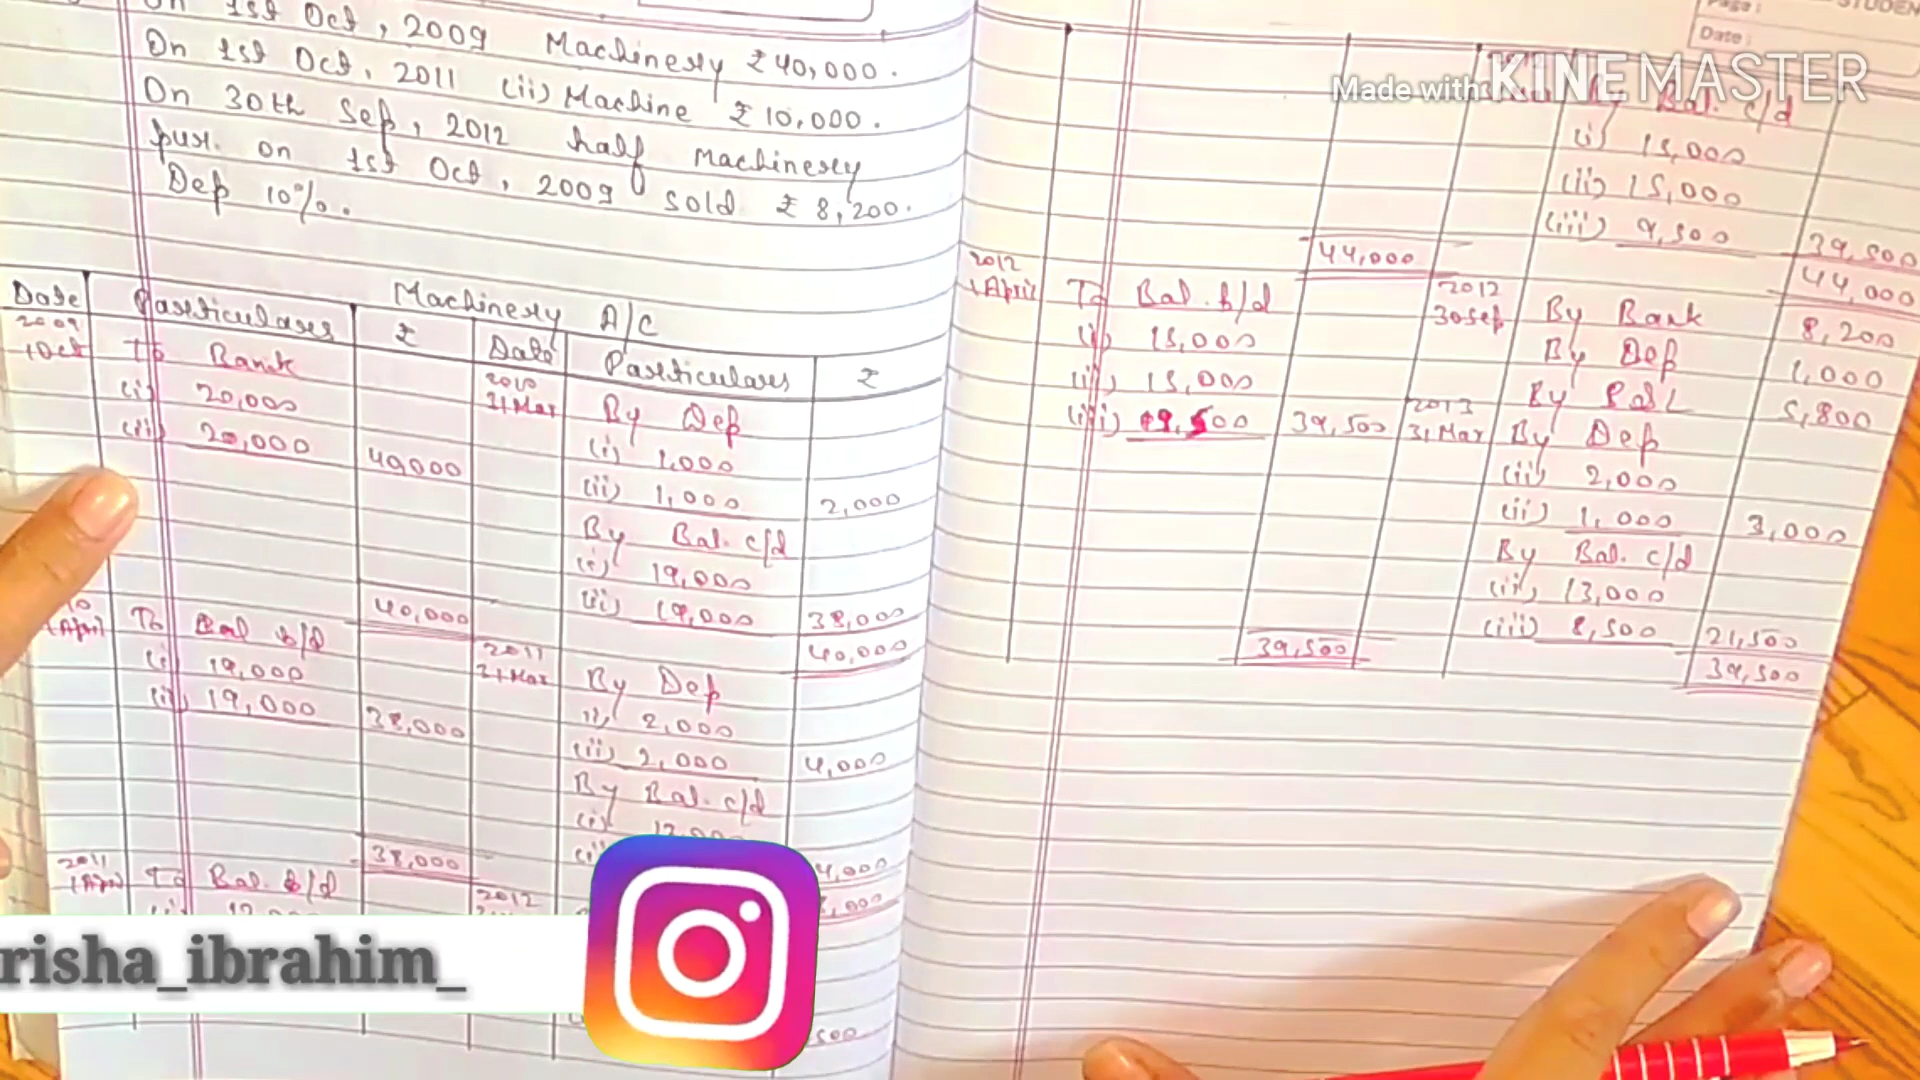 On 1st Oct, 2009 Machinery ₹ 40,000.
On 1st Oct, 2011 (ii) Machine ₹ 10,000.
On 30th Sep, 2012 half Machinery
pur. on 1st Oct, 2009 sold ₹ 8,200.
Dep 10%.
Machinery A/C
Date Particulars ₹ Date Particulars ₹
2009
1 Oct To Bank
(i) 20,000
(ii) 20,000 40,000
2010
31 Mar By Dep
(i) 1,000
(ii) 1,000 2,000
By Bal. c/d
(i) 19,000
(ii) 19,000 38,000
40,000 40,000
10
1 April To Bal b/d
(i) 19,000
(ii) 19,000 38,000
2011
31 Mar By Dep
(i) 2,000
(ii) 2,000 4,000
By Bal. c/d
(i)
38,000
2011
To Bal. b/d
2012
risha_ibrahim_
Page:
Date:
STUDEN
Made with KINEMASTER
By Bal. c/d
(i) 15,000
(ii) 15,000
(iii) 9,500 39,500
44,000 44,000
2012
1 April To Bal. b/d
(i) 15,000
(ii) 15,000
(iii) 9,500 39,500
2012
30 Sep By Bank 8,200
By Dep 1,000
By P&L 5,800
2013
31, Mar By Dep
(ii) 2,000
(ii) 1,000 3,000
By Bal. c/d
(ii) 13,000
(iii) 8,500 21,500
39,500 39,500